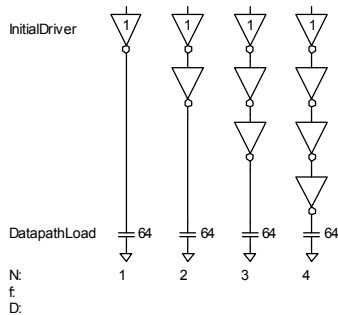 InitialDriver 1 1 1 1
DatapathLoad 64 64 64 64
N: 1 2 3 4
f:
D: